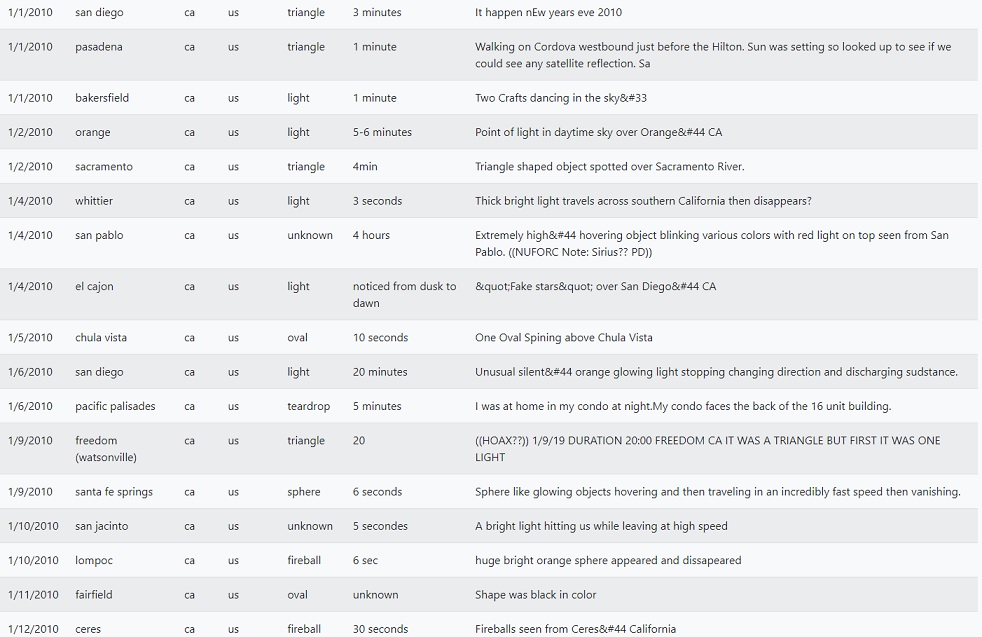 1/1/2010 san diego ca us triangle 3 minutes It happen nEw years eve 2010
1/1/2010 pasadena ca us triangle 1 minute Walking on Cordova westbound just before the Hilton. Sun was setting so looked up to see if we
could see any satellite reflection. Sa
1/1/2010 bakersfield ca us light 1 minute Two Crafts dancing in the sky&#33
1/2/2010 orange ca us light 5-6 minutes Point of light in daytime sky over Orange&#44 CA
1/2/2010 sacramento ca us triangle 4min Triangle shaped object spotted over Sacramento River.
1/4/2010 whittier ca us light 3 seconds Thick bright light travels across southern California then disappears?
1/4/2010 san pablo ca us unknown 4 hours Extremely high&#44 hovering object blinking various colors with red light on top seen from San
Pablo. ((NUFORC Note: Sirius?? PD))
1/4/2010 el cajon ca us light noticed from dusk to &quot;Fake stars&quot; over San Diego&#44 CA
dawn
1/5/2010 chula vista ca us oval 10 seconds One Oval Spining above Chula Vista
1/6/2010 san diego ca us light 20 minutes Unusual silent&#44 orange glowing light stopping changing direction and discharging sudstance.
1/6/2010 pacific palisades ca us teardrop 5 minutes I was at home in my condo at night.My condo faces the back of the 16 unit building.
1/9/2010 freedom ca us triangle 20 ((HOAX??)) 1/9/19 DURATION 20:00 FREEDOM CA IT WAS A TRIANGLE BUT FIRST IT WAS ONE
(watsonville) LIGHT
1/9/2010 santa fe springs ca us sphere 6 seconds Sphere like glowing objects hovering and then traveling in an incredibly fast speed then vanishing.
1/10/2010 san jacinto ca us unknown 5 secondes A bright light hitting us while leaving at high speed
1/10/2010 lompoc ca us fireball 6 sec huge bright orange sphere appeared and dissapeared
1/11/2010 fairfield ca us oval unknown Shape was black in color
1/12/2010 ceres ca us fireball 30 seconds Fireballs seen from Ceres&#44 California